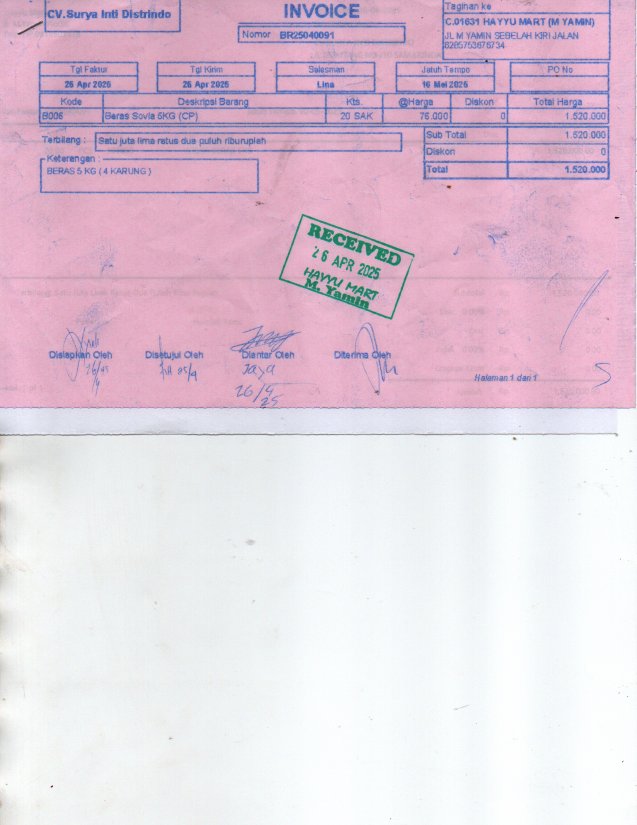 CV.Surya Inti Distrindo
INVOICE
Nomor BR25040091
Tagihan ke
C.01631 HAYYU MART (M YAMIN)
JL M YAMIN SEBELAH KIRI JALAN
6285753676734
Tgl Faktur Tgl Kirim Salesman Jatuh Tempo PO No
26 Apr 2025 26 Apr 2025 Lina 16 Mei 2025
Kode Deskripsi Barang Kts. @Harga Diskon Total Harga
B006 Beras Sovia 5KG (CP) 20 SAK 76.000 0 1.520.000
Terbilang : Satu juta lima ratus dua puluh riburupiah
Sub Total 1.520.000
Diskon 0
Total 1.520.000
Keterangan :
BERAS 5 KG ( 4 KARUNG )
RECEIVED
26 APR 2025
HAYYU MART
M. Yamin
Disiapkan Oleh Disetujui Oleh Diantar Oleh Diterima Oleh
Jaya
26/4
25
Halaman 1 dari 1